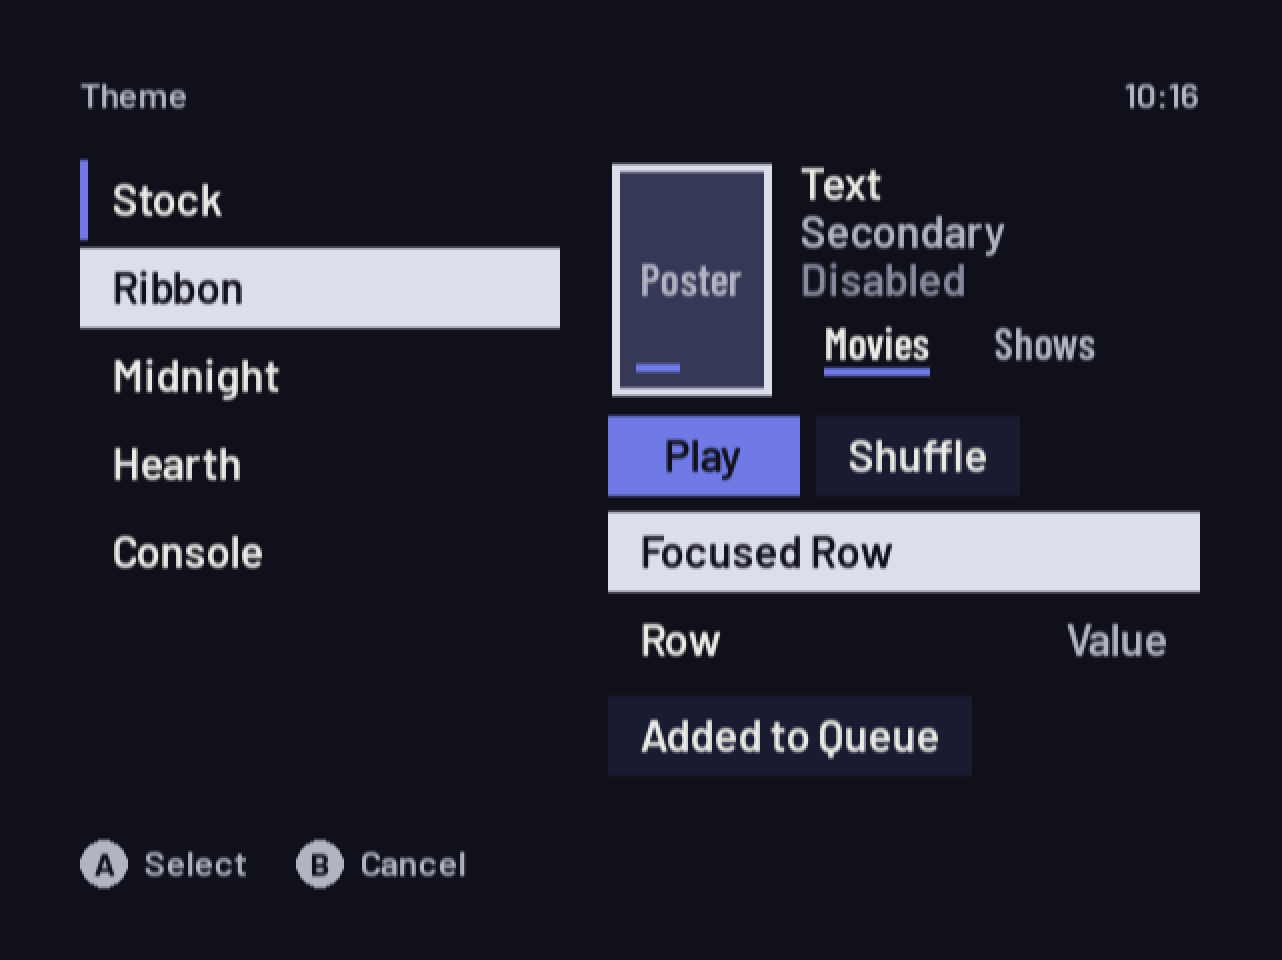 Theme
10:16
Stock
Ribbon
Midnight
Hearth
Console
Poster
Text
Secondary
Disabled
Movies Shows
Play Shuffle
Focused Row
Row Value
Added to Queue
A Select B Cancel